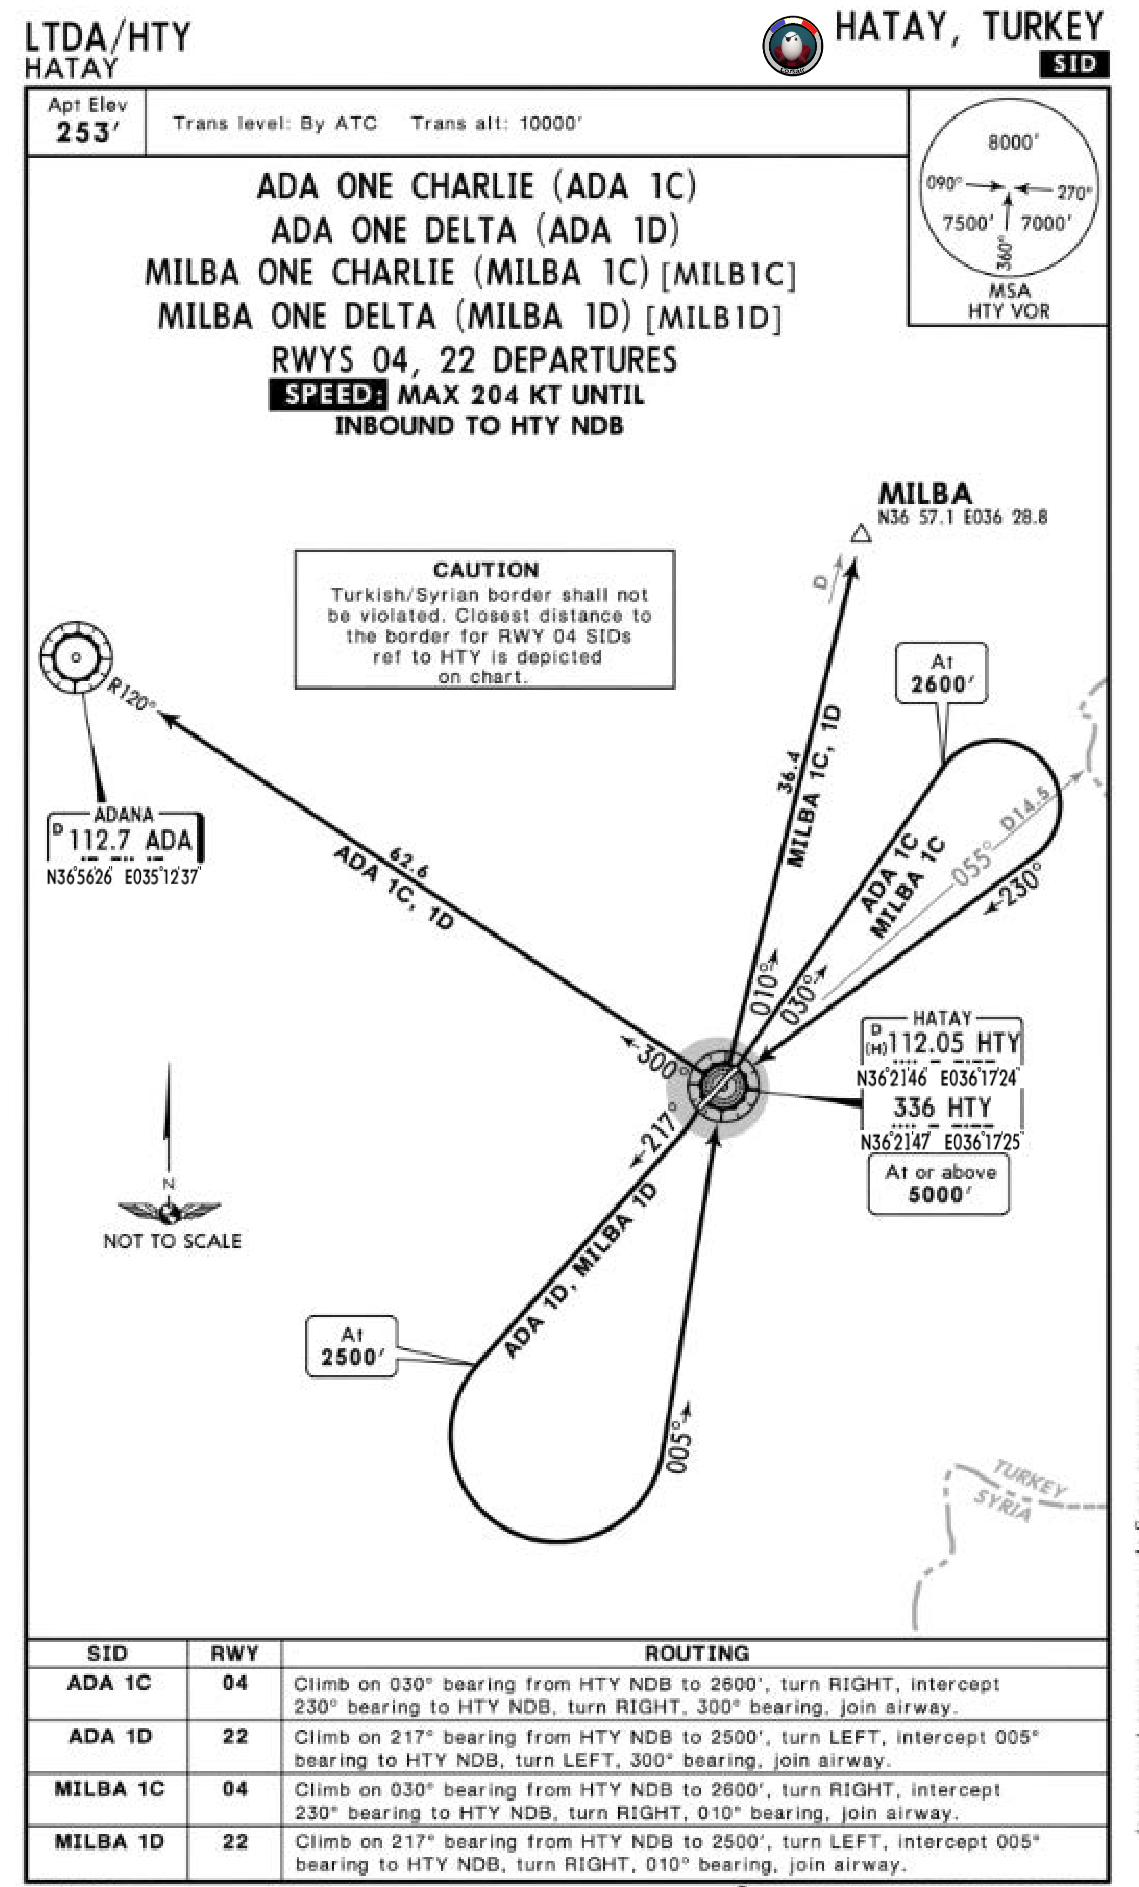 LTDA/HTY
HATAY
HATAY, TURKEY
SID
Apt Elev
253'
Trans level: By ATC Trans alt: 10000'
8000'
090° 270°
7500' 7000'
360°
MSA
HTY VOR
ADA ONE CHARLIE (ADA 1C)
ADA ONE DELTA (ADA 1D)
MILBA ONE CHARLIE (MILBA 1C) [MILB1C]
MILBA ONE DELTA (MILBA 1D) [MILB1D]
RWYS 04, 22 DEPARTURES
SPEED: MAX 204 KT UNTIL
INBOUND TO HTY NDB
MILBA
N36 57.1 E036 28.8
D
CAUTION
Turkish/Syrian border shall not
be violated. Closest distance to
the border for RWY 04 SIDs
ref to HTY is depicted
on chart.
At
2600'
R120°
36.4
MILBA 1C, 1D
ADANA
D 112.7 ADA
N36°56'26" E035°12'37"
62.6
ADA 1C, 1D
ADA 1C
MILBA 1C
055° D14.5
230°
010°
030°
300°
217°
HATAY
D
(H) 112.05 HTY
N36°21'46" E036°17'24"
336 HTY
N36°21'47" E036°17'25"
At or above
5000'
N
NOT TO SCALE
ADA 1D, MILBA 1D
At
2500'
005°
TURKEY
SYRIA
SID RWY ROUTING
ADA 1C 04 Climb on 030° bearing from HTY NDB to 2600', turn RIGHT, intercept
230° bearing to HTY NDB, turn RIGHT, 300° bearing, join airway.
ADA 1D 22 Climb on 217° bearing from HTY NDB to 2500', turn LEFT, intercept 005°
bearing to HTY NDB, turn LEFT, 300° bearing, join airway.
MILBA 1C 04 Climb on 030° bearing from HTY NDB to 2600', turn RIGHT, intercept
230° bearing to HTY NDB, turn RIGHT, 010° bearing, join airway.
MILBA 1D 22 Climb on 217° bearing from HTY NDB to 2500', turn LEFT, intercept 005°
bearing to HTY NDB, turn RIGHT, 010° bearing, join airway.